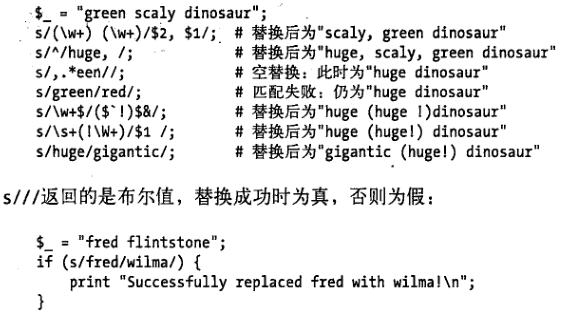 $_ = "green scaly dinosaur";
s/(\w+) (\w+)/$2, $1/; # 替换后为"scaly, green dinosaur"
s/^/huge, /; # 替换后为"huge, scaly, green dinosaur"
s/,.*een//; # 空替换：此时为"huge dinosaur"
s/green/red/; # 匹配失败：仍为"huge dinosaur"
s/\w+$/($`!)$&/; # 替换后为"huge (huge !)dinosaur"
s/\s+(!\W+)/$1 /; # 替换后为"huge (huge!) dinosaur"
s/huge/gigantic/; # 替换后为"gigantic (huge!) dinosaur"
s///返回的是布尔值，替换成功时为真，否则为假：
$_ = "fred flintstone";
if (s/fred/wilma/) {
print "Successfully replaced fred with wilma!\n";
}